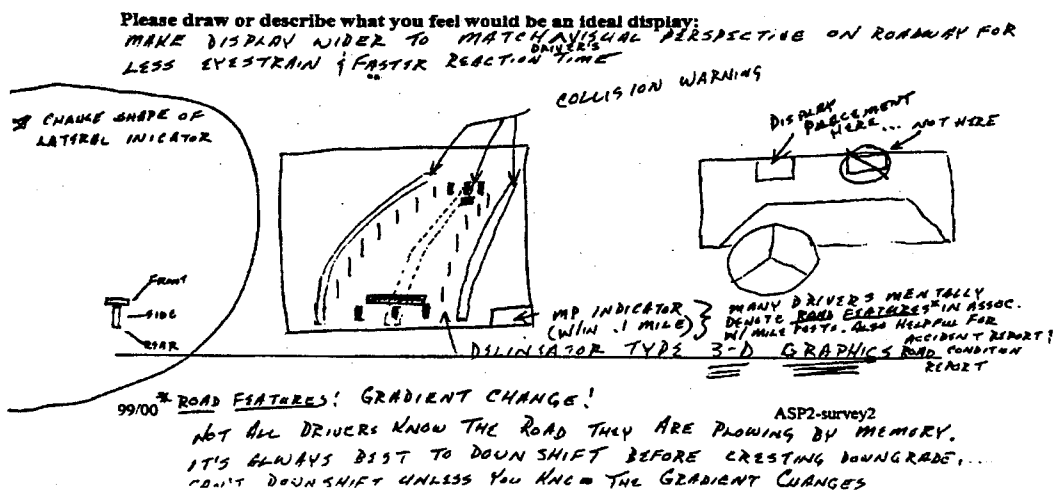 Please draw or describe what you feel would be an ideal display:
MAKE DISPLAY WIDER TO MATCH DRIVER'S VISUAL PERSPECTIVE ON ROADWAY FOR
LESS EYESTRAIN & FASTER REACTION TIME
COLLISION WARNING
* CHANGE SHAPE OF
LATERAL INICATOR
DISPLAY
PLACEMENT
HERE... NOT HERE
FRONT
SIDE
REAR
MP INDICATOR
(W/IN .1 MILE)
MANY DRIVERS MENTALLY
DENOTE ROAD FEATURES* IN ASSOC.
W/ MILE POSTS. ALSO HELPFUL FOR
ACCIDENT REPORT &
ROAD CONDITION
REPORT
DELINEATOR TYPE 3-D GRAPHICS
99/00
* ROAD FEATURES! GRADIENT CHANGE!
ASP2-survey2
NOT ALL DRIVERS KNOW THE ROAD THEY ARE PLOWING BY MEMORY.
IT'S ALWAYS BEST TO DOWN SHIFT BEFORE CRESTING DOWNGRADE....
CAN'T DOWNSHIFT UNLESS YOU KNOW THE GRADIENT CHANGES